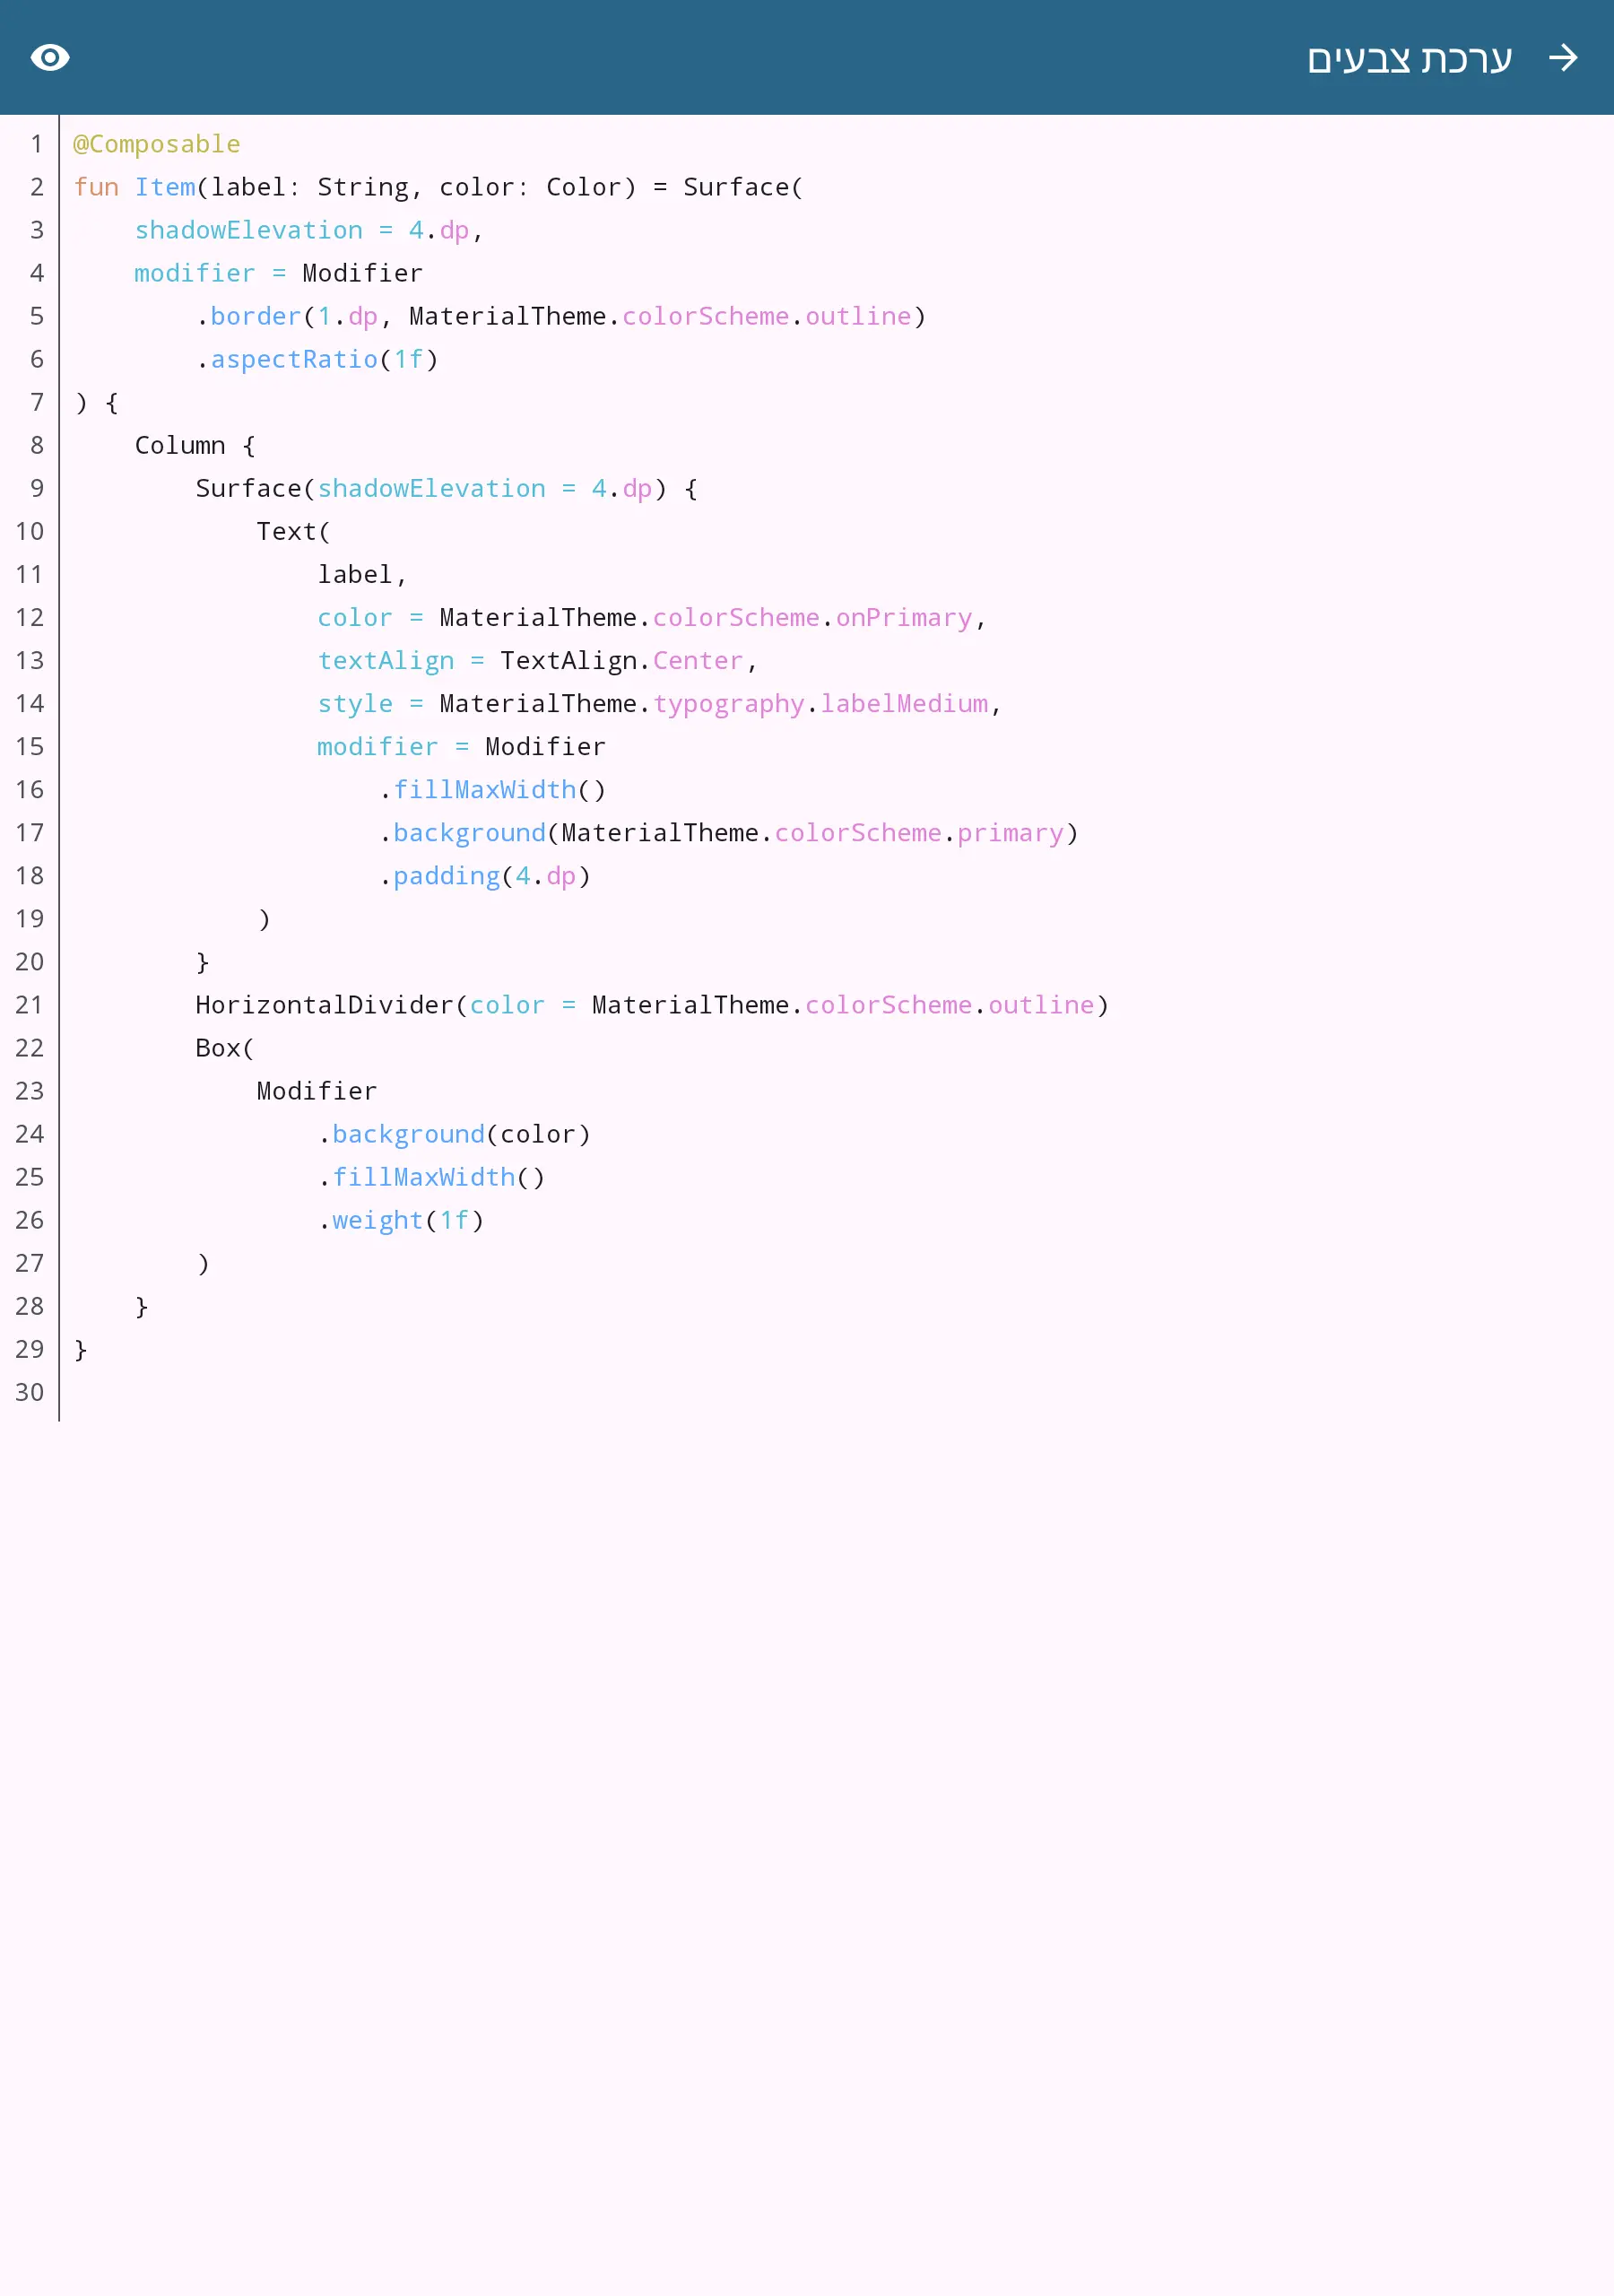 ערכת צבעים
1 @Composable
2 fun Item(label: String, color: Color) = Surface(
3     shadowElevation = 4.dp,
4     modifier = Modifier
5         .border(1.dp, MaterialTheme.colorScheme.outline)
6         .aspectRatio(1f)
7 ) {
8     Column {
9         Surface(shadowElevation = 4.dp) {
10             Text(
11                 label,
12                 color = MaterialTheme.colorScheme.onPrimary,
13                 textAlign = TextAlign.Center,
14                 style = MaterialTheme.typography.labelMedium,
15                 modifier = Modifier
16                     .fillMaxWidth()
17                     .background(MaterialTheme.colorScheme.primary)
18                     .padding(4.dp)
19             )
20         }
21         HorizontalDivider(color = MaterialTheme.colorScheme.outline)
22         Box(
23             Modifier
24                 .background(color)
25                 .fillMaxWidth()
26                 .weight(1f)
27         )
28     }
29 }
30